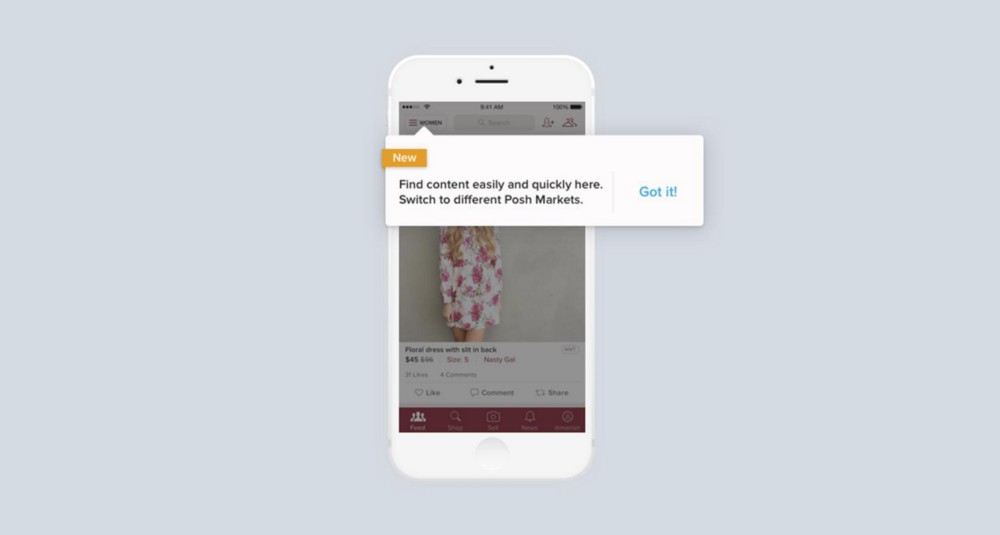 9:41 AM 100%
WOMEN Search
New
Find content easily and quickly here.
Switch to different Posh Markets.
Got it!
Floral dress with slit in back
$45 $96 Size: S Nasty Gal
31 Likes 4 Comments
Like Comment Share
Feed Shop Sell News